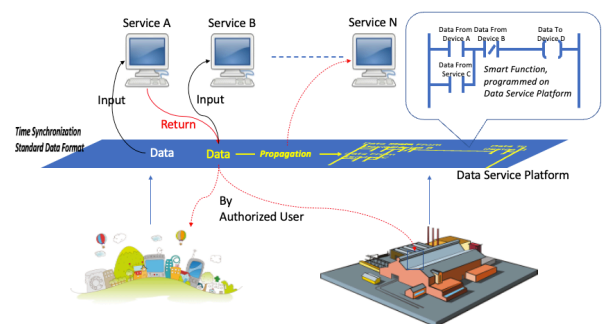 Service A
Service B
Service N
Data From
Device A
Data From
Device B
Data To
Device D
Data From
Service C
Smart Function,
programmed on
Data Service Platform
Input
Input
Return
Time Synchronization
Standard Data Format
Data
Data
Propagation
Data Service Platform
By
Authorized User